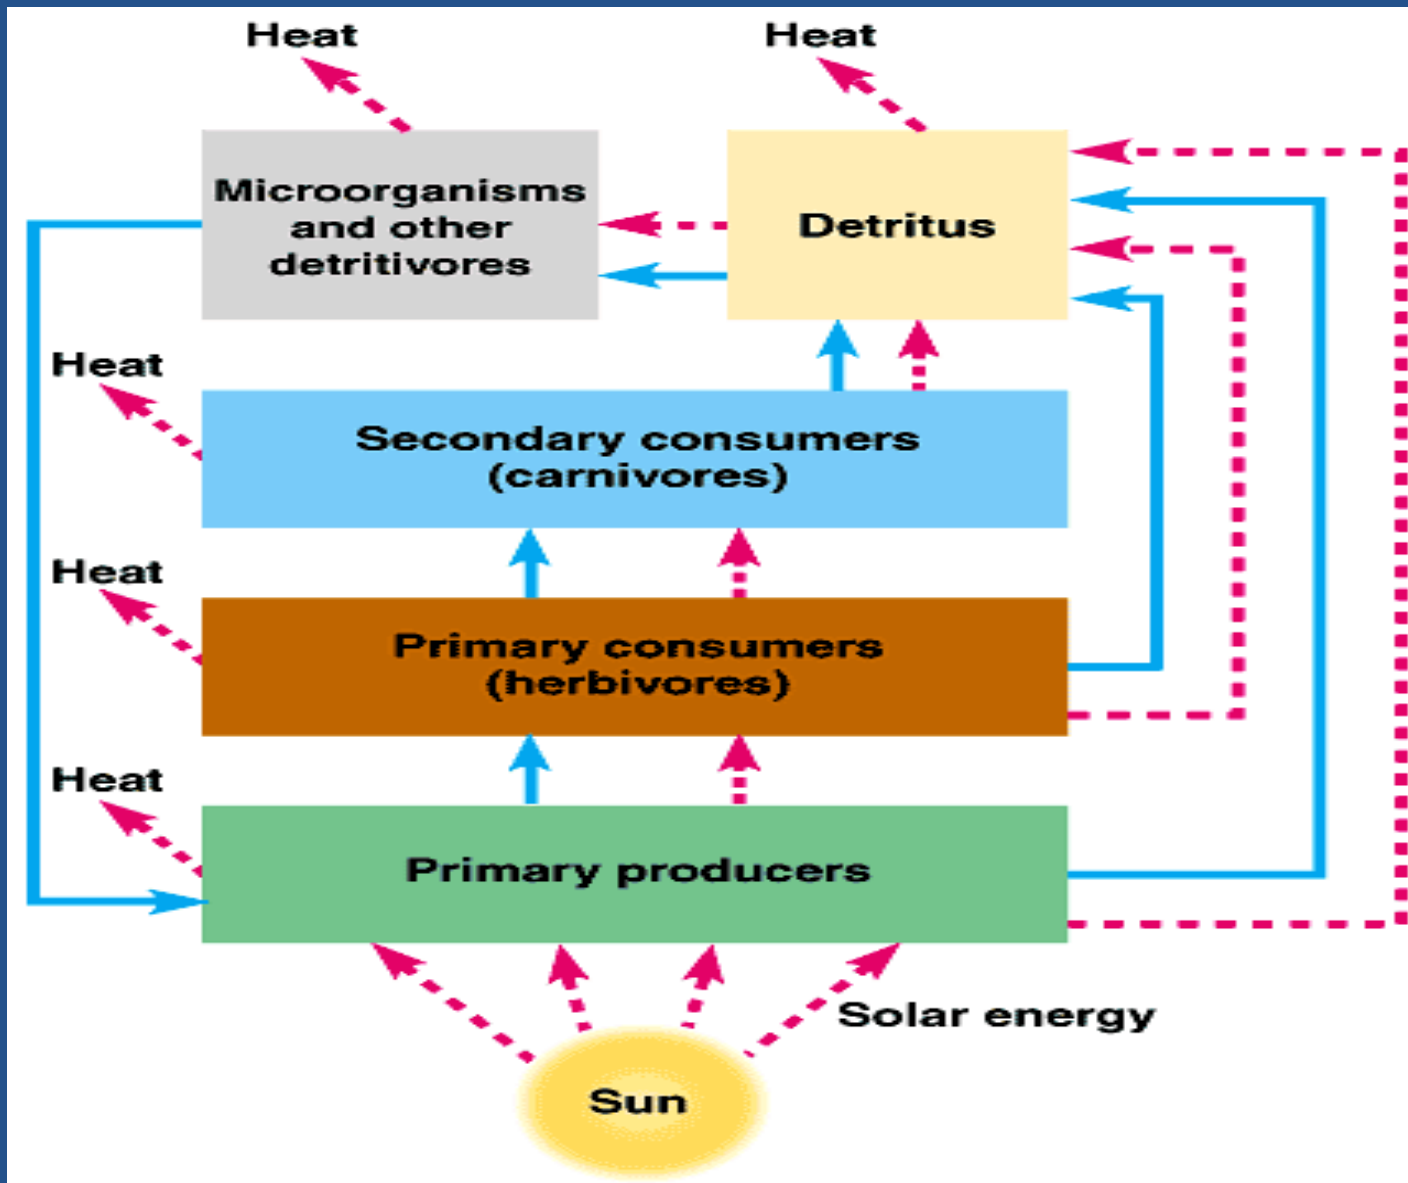 Heat
Heat
Microorganisms
and other
detritivores
Detritus
Heat
Secondary consumers
(carnivores)
Heat
Primary consumers
(herbivores)
Heat
Primary producers
Solar energy
Sun